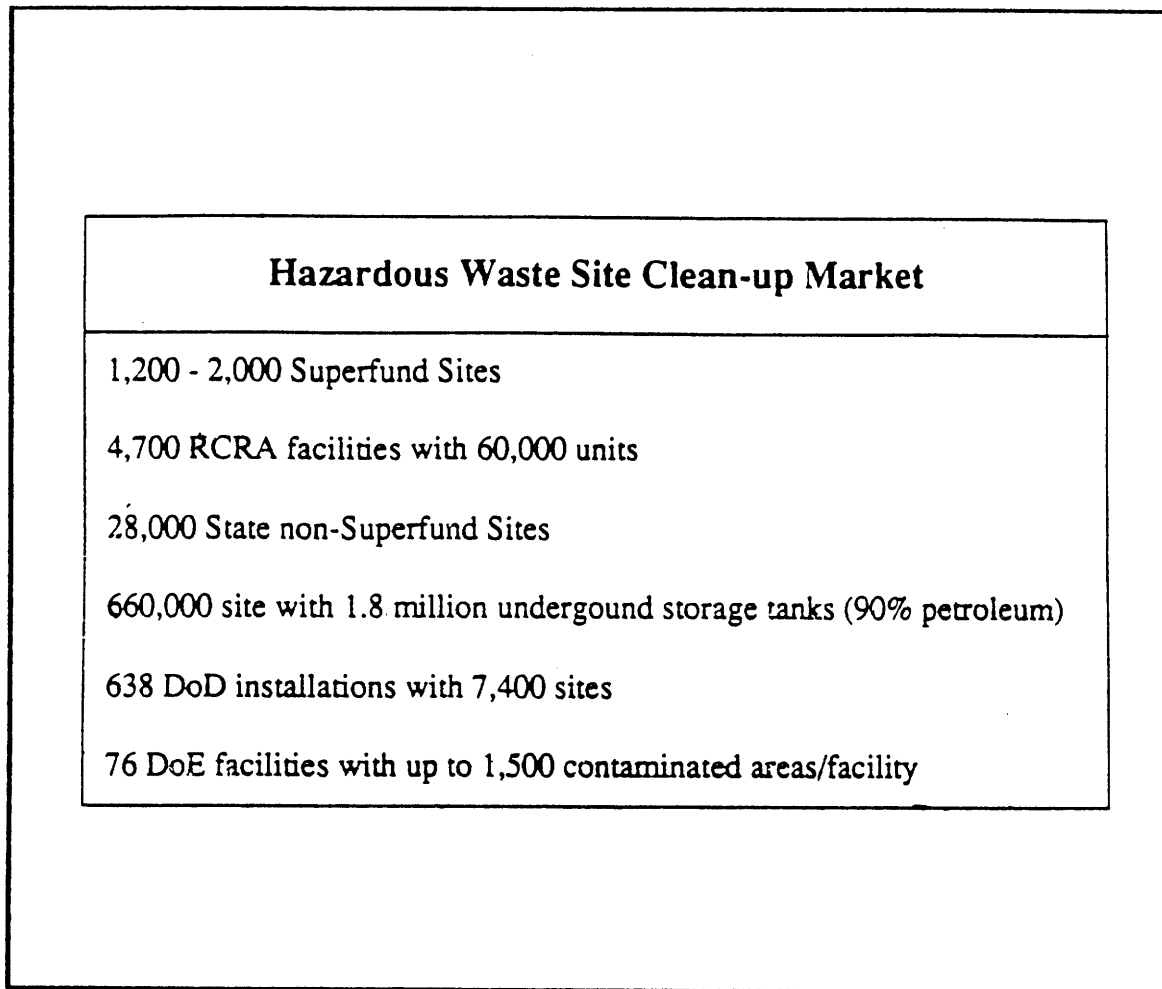 Hazardous Waste Site Clean-up Market
1,200 - 2,000 Superfund Sites
4,700 RCRA facilities with 60,000 units
28,000 State non-Superfund Sites
660,000 site with 1.8 million undergound storage tanks (90% petroleum)
638 DoD installations with 7,400 sites
76 DoE facilities with up to 1,500 contaminated areas/facility